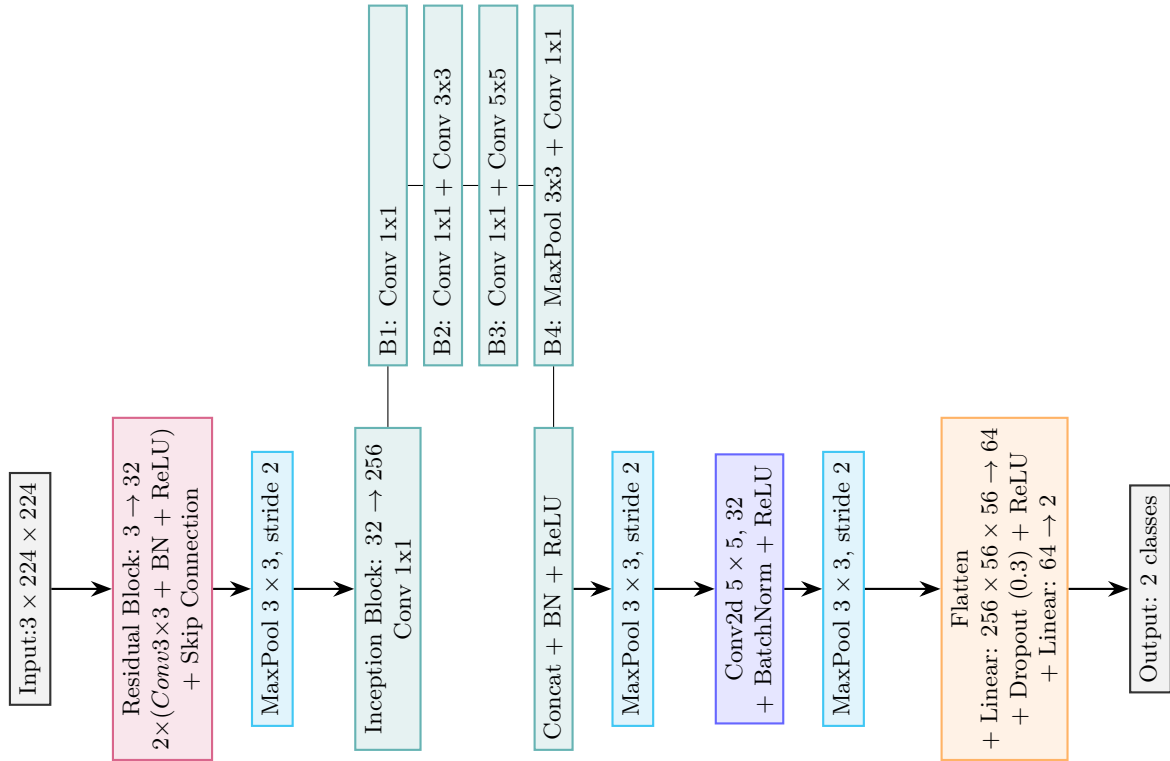 Input:3 × 224 × 224
Residual Block: 3 → 32
2×(Conv3×3 + BN + ReLU)
+ Skip Connection
MaxPool 3 × 3, stride 2
Inception Block: 32 → 256
Conv 1x1
B1: Conv 1x1
B2: Conv 1x1 + Conv 3x3
B3: Conv 1x1 + Conv 5x5
B4: MaxPool 3x3 + Conv 1x1
Concat + BN + ReLU
MaxPool 3 × 3, stride 2
Conv2d 5 × 5, 32
+ BatchNorm + ReLU
MaxPool 3 × 3, stride 2
Flatten
+ Linear: 256 × 56 × 56 → 64
+ Dropout (0.3) + ReLU
+ Linear: 64 → 2
Output: 2 classes